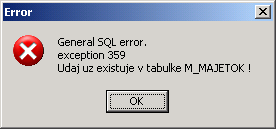 Error
General SQL error.
exception 359
Udaj uz existuje v tabulke M_MAJETOK !
OK